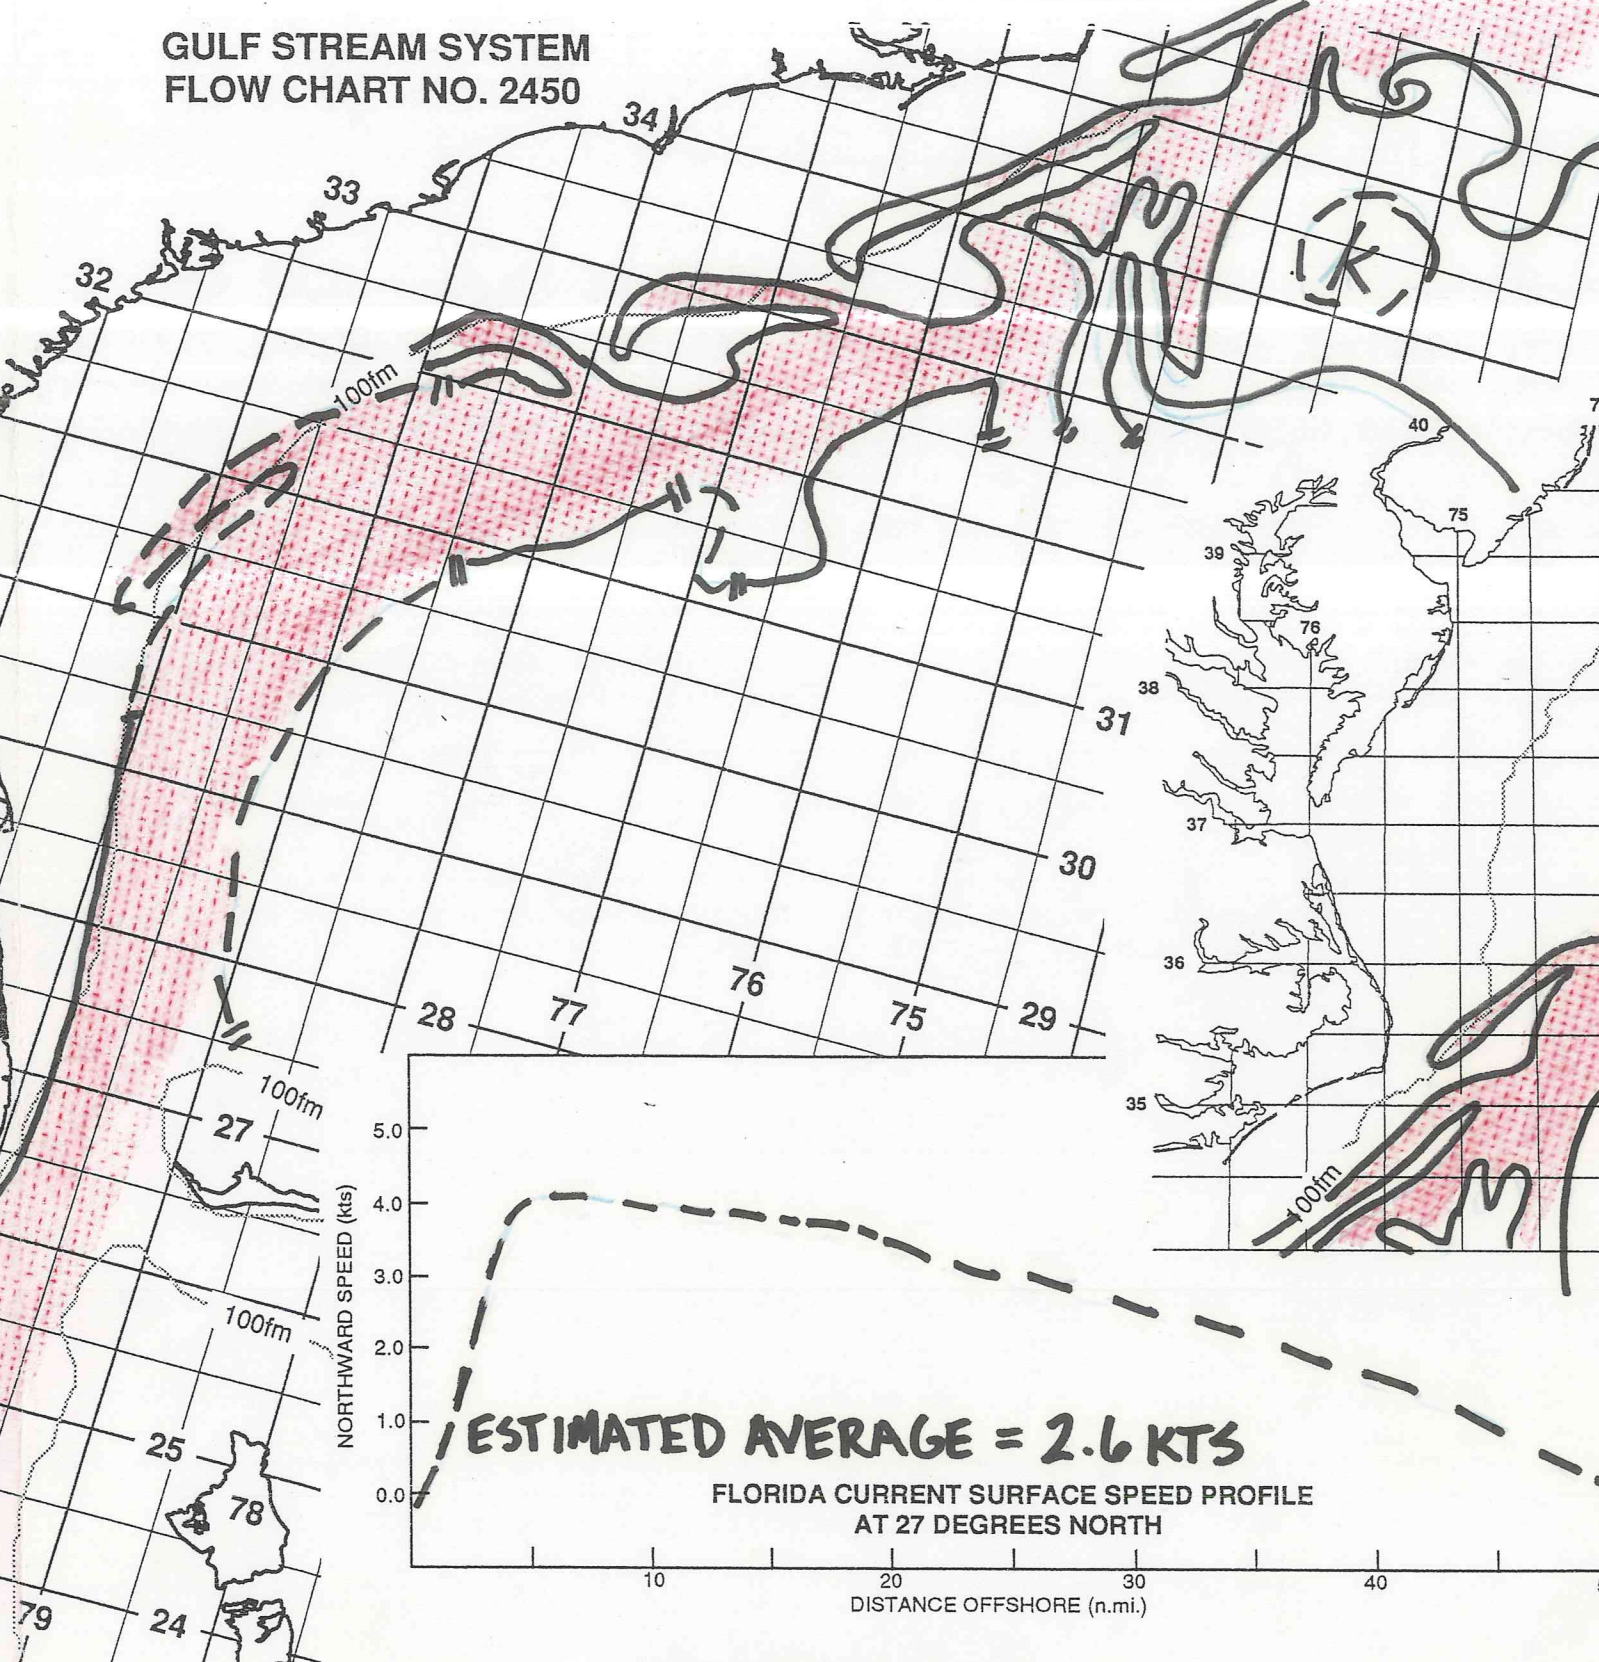 GULF STREAM SYSTEM
FLOW CHART NO. 2450
34
33
32
100fm
K
40
75
39
76
38
37
36
35
100fm
31
30
29
28
77
76
75
100fm
27
100fm
25
78
79
24
NORTHWARD SPEED (kts)
5.0
4.0
3.0
2.0
1.0
0.0
ESTIMATED AVERAGE = 2.6 KTS
FLORIDA CURRENT SURFACE SPEED PROFILE
AT 27 DEGREES NORTH
10
20
30
40
DISTANCE OFFSHORE (n.mi.)